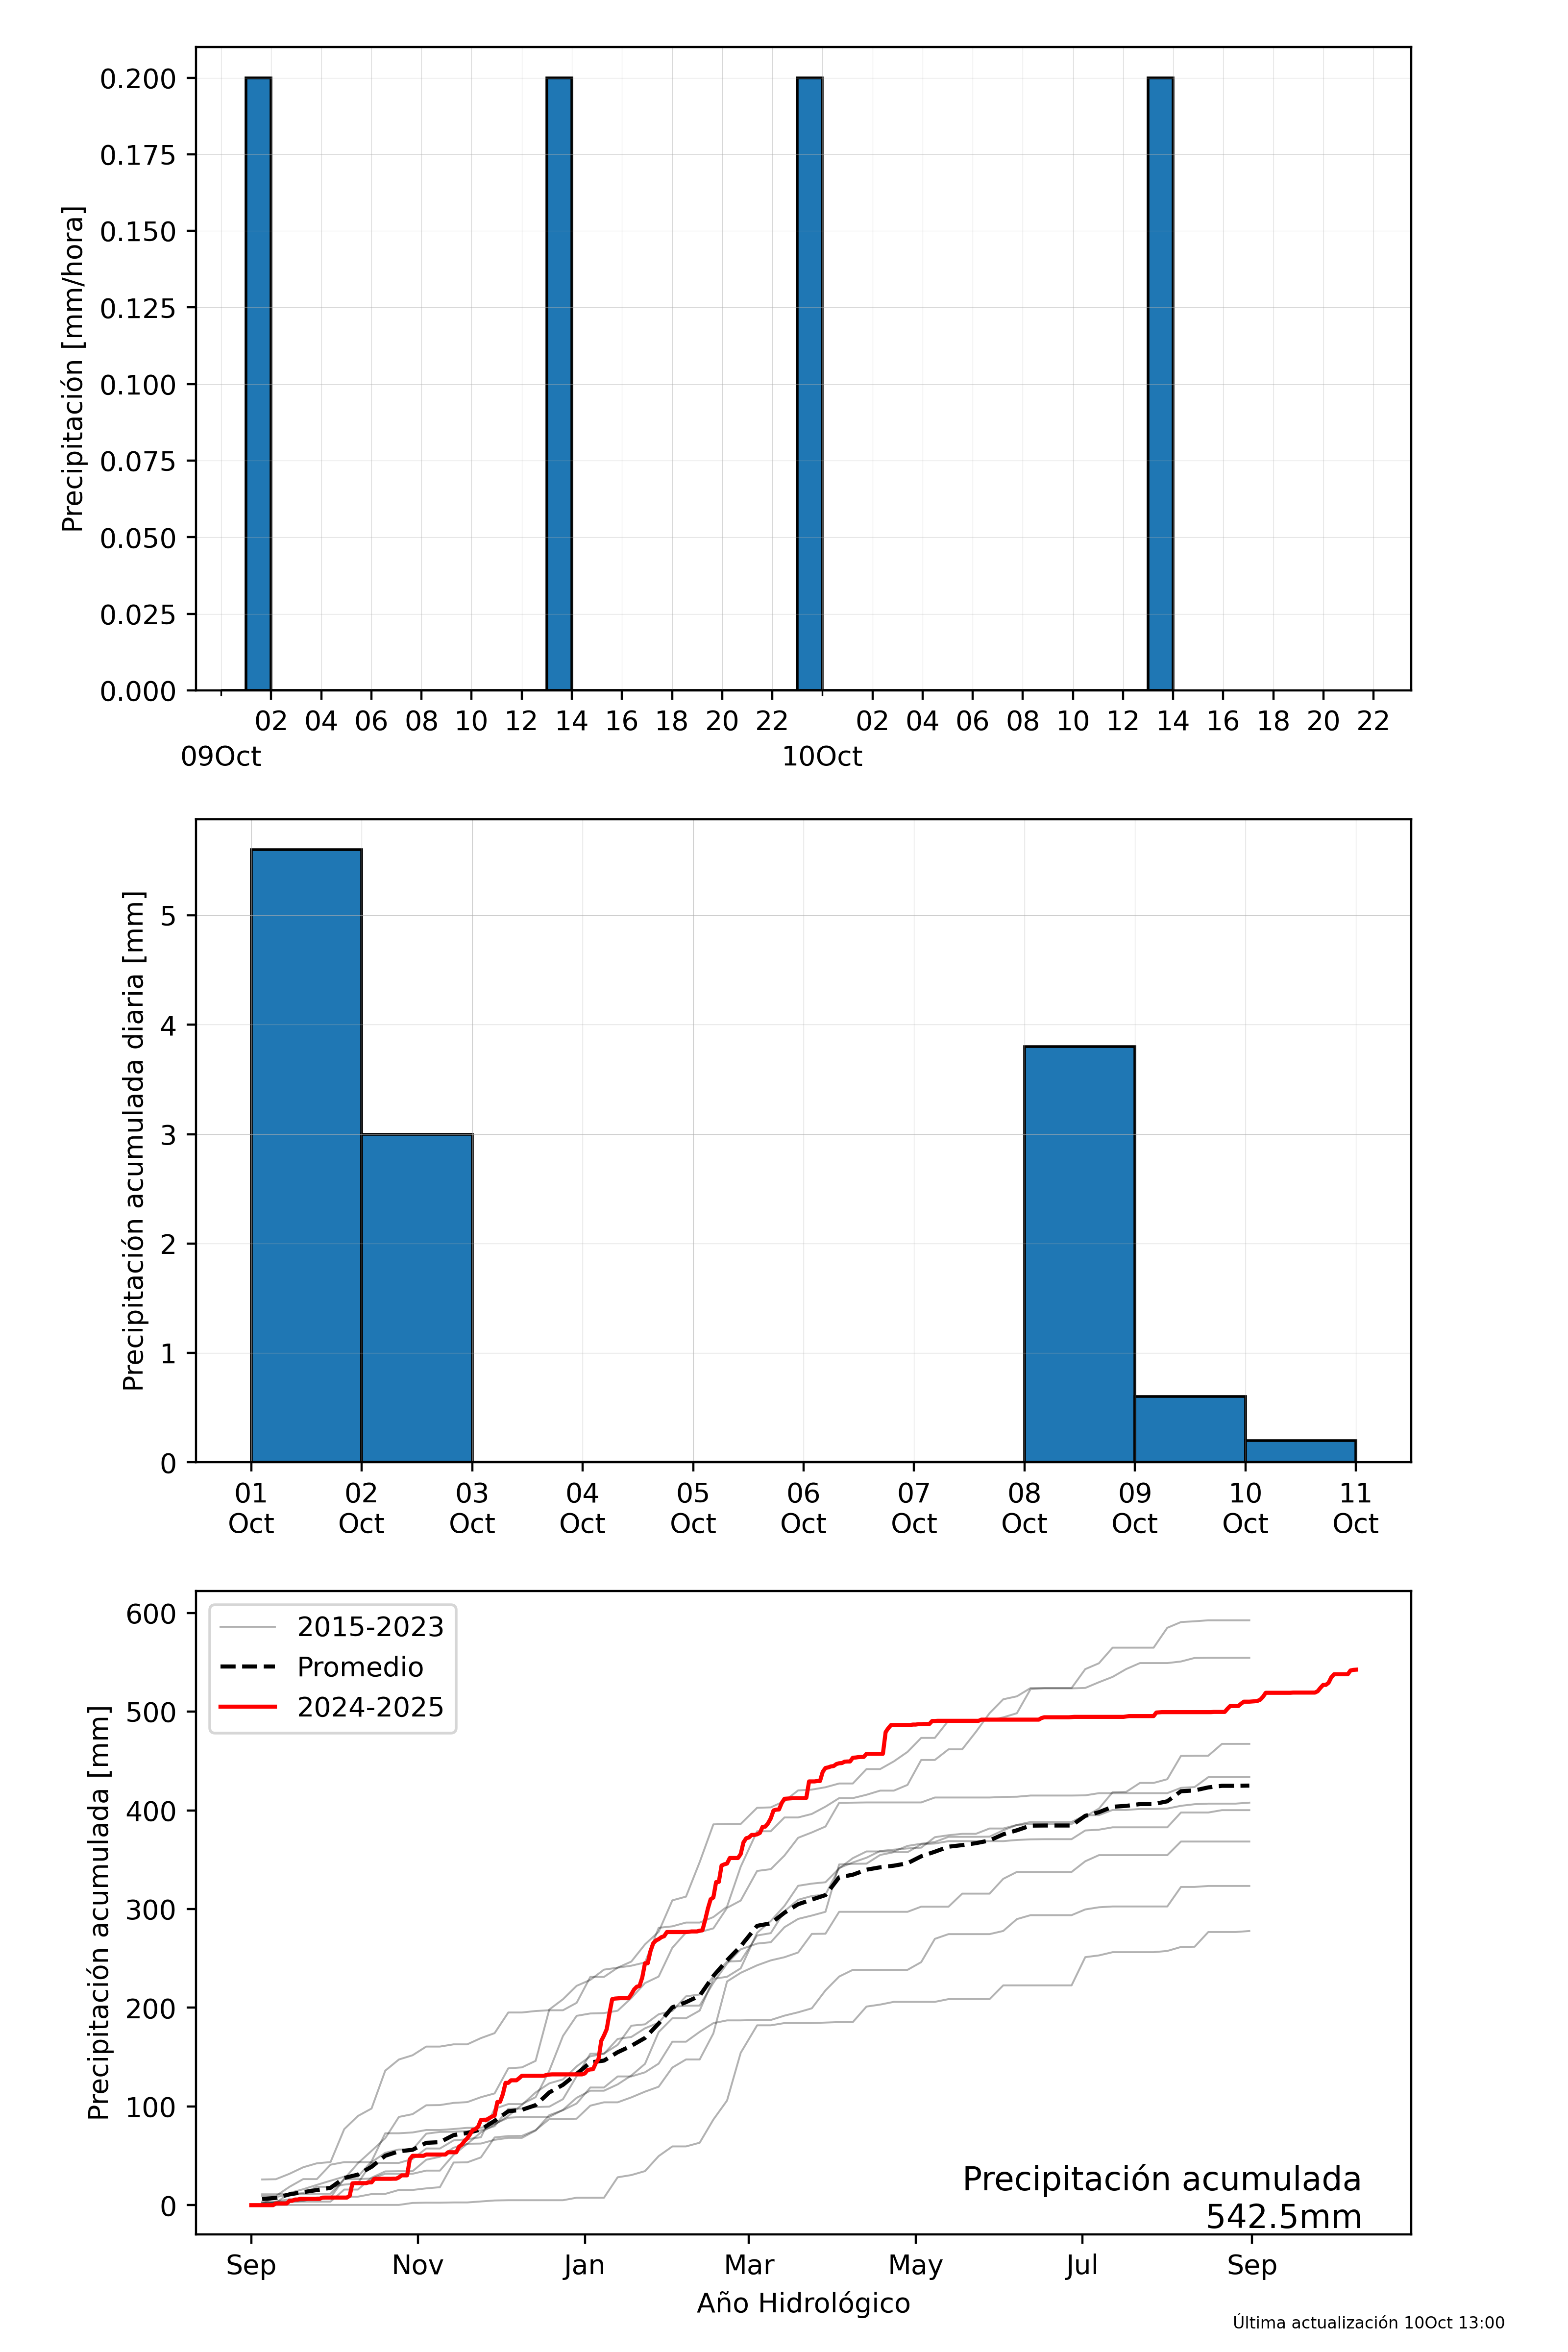 0.200
0.175
0.150
0.125
0.100
0.075
0.050
0.025
0.000
Precipitación [mm/hora]
02 04 06 08 10 12 14 16 18 20 22 02 04 06 08 10 12 14 16 18 20 22
09Oct 10Oct
5
4
3
2
1
0
Precipitación acumulada diaria [mm]
01 02 03 04 05 06 07 08 09 10 11
Oct Oct Oct Oct Oct Oct Oct Oct Oct Oct Oct
600
500
400
300
200
100
0
Precipitación acumulada [mm]
2015-2023
Promedio
2024-2025
Precipitación acumulada
542.5mm
Sep Nov Jan Mar May Jul Sep
Año Hidrológico
Última actualización 10Oct 13:00